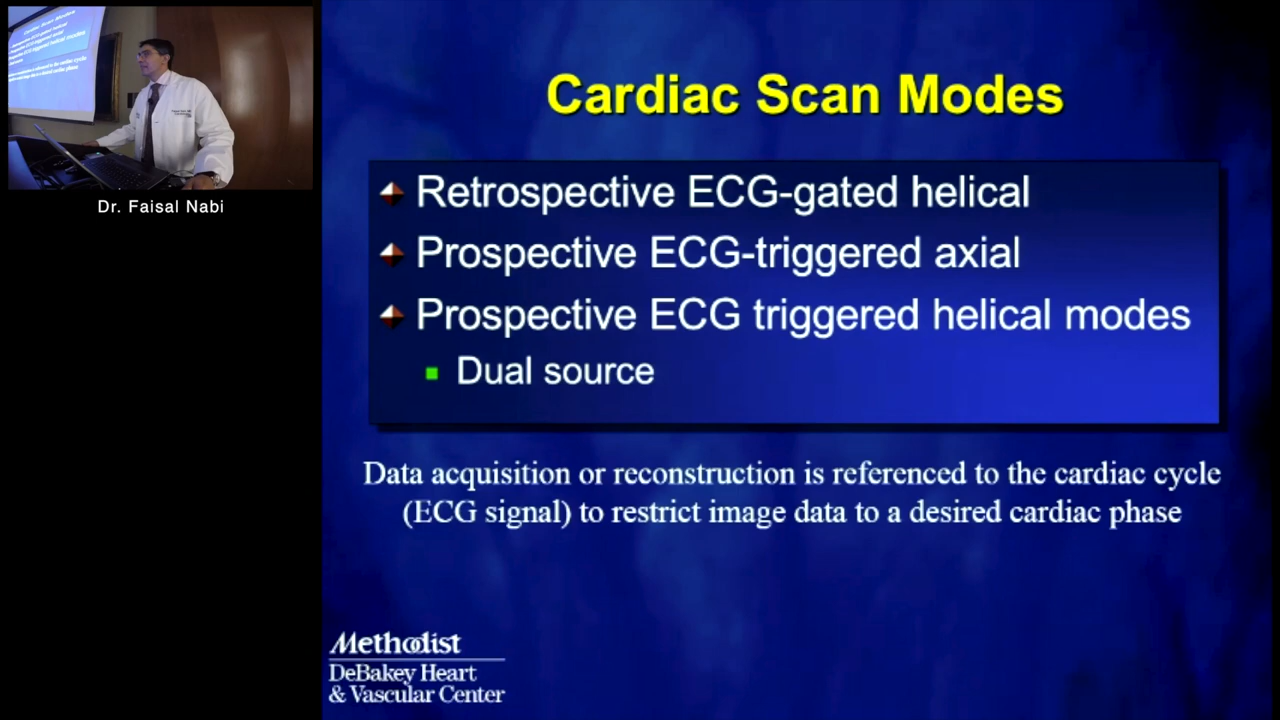 Cardiac Scan Modes
Retrospective ECG-gated helical
Prospective ECG-triggered axial
Prospective ECG triggered helical modes
Dual source
Data acquisition or reconstruction is referenced to the cardiac cycle
(ECG signal) to restrict image data to a desired cardiac phase
Methodist
DeBakey Heart
& Vascular Center
Dr. Faisal Nabi